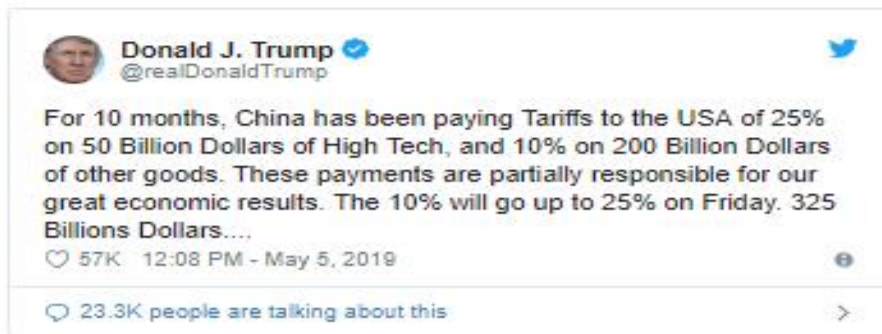 Donald J. Trump
@realDonaldTrump
For 10 months, China has been paying Tariffs to the USA of 25%
on 50 Billion Dollars of High Tech, and 10% on 200 Billion Dollars
of other goods. These payments are partially responsible for our
great economic results. The 10% will go up to 25% on Friday. 325
Billions Dollars....
57K 12:08 PM - May 5, 2019
23.3K people are talking about this